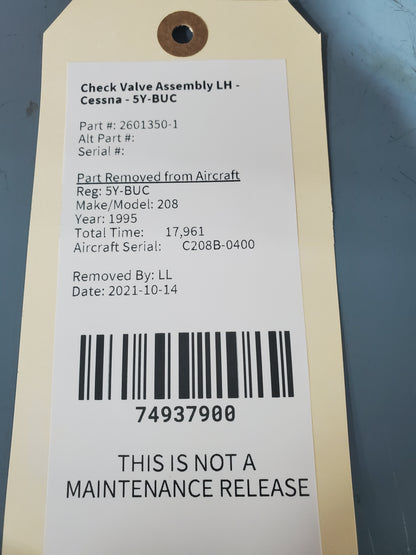 Check Valve Assembly LH -
Cessna - 5Y-BUC
Part #: 2601350-1
Alt Part #:
Serial #:
Part Removed from Aircraft
Reg: 5Y-BUC
Make/Model: 208
Year: 1995
Total Time: 17,961
Aircraft Serial: C208B-0400
Removed By: LL
Date: 2021-10-14
74937900
THIS IS NOT A
MAINTENANCE RELEASE